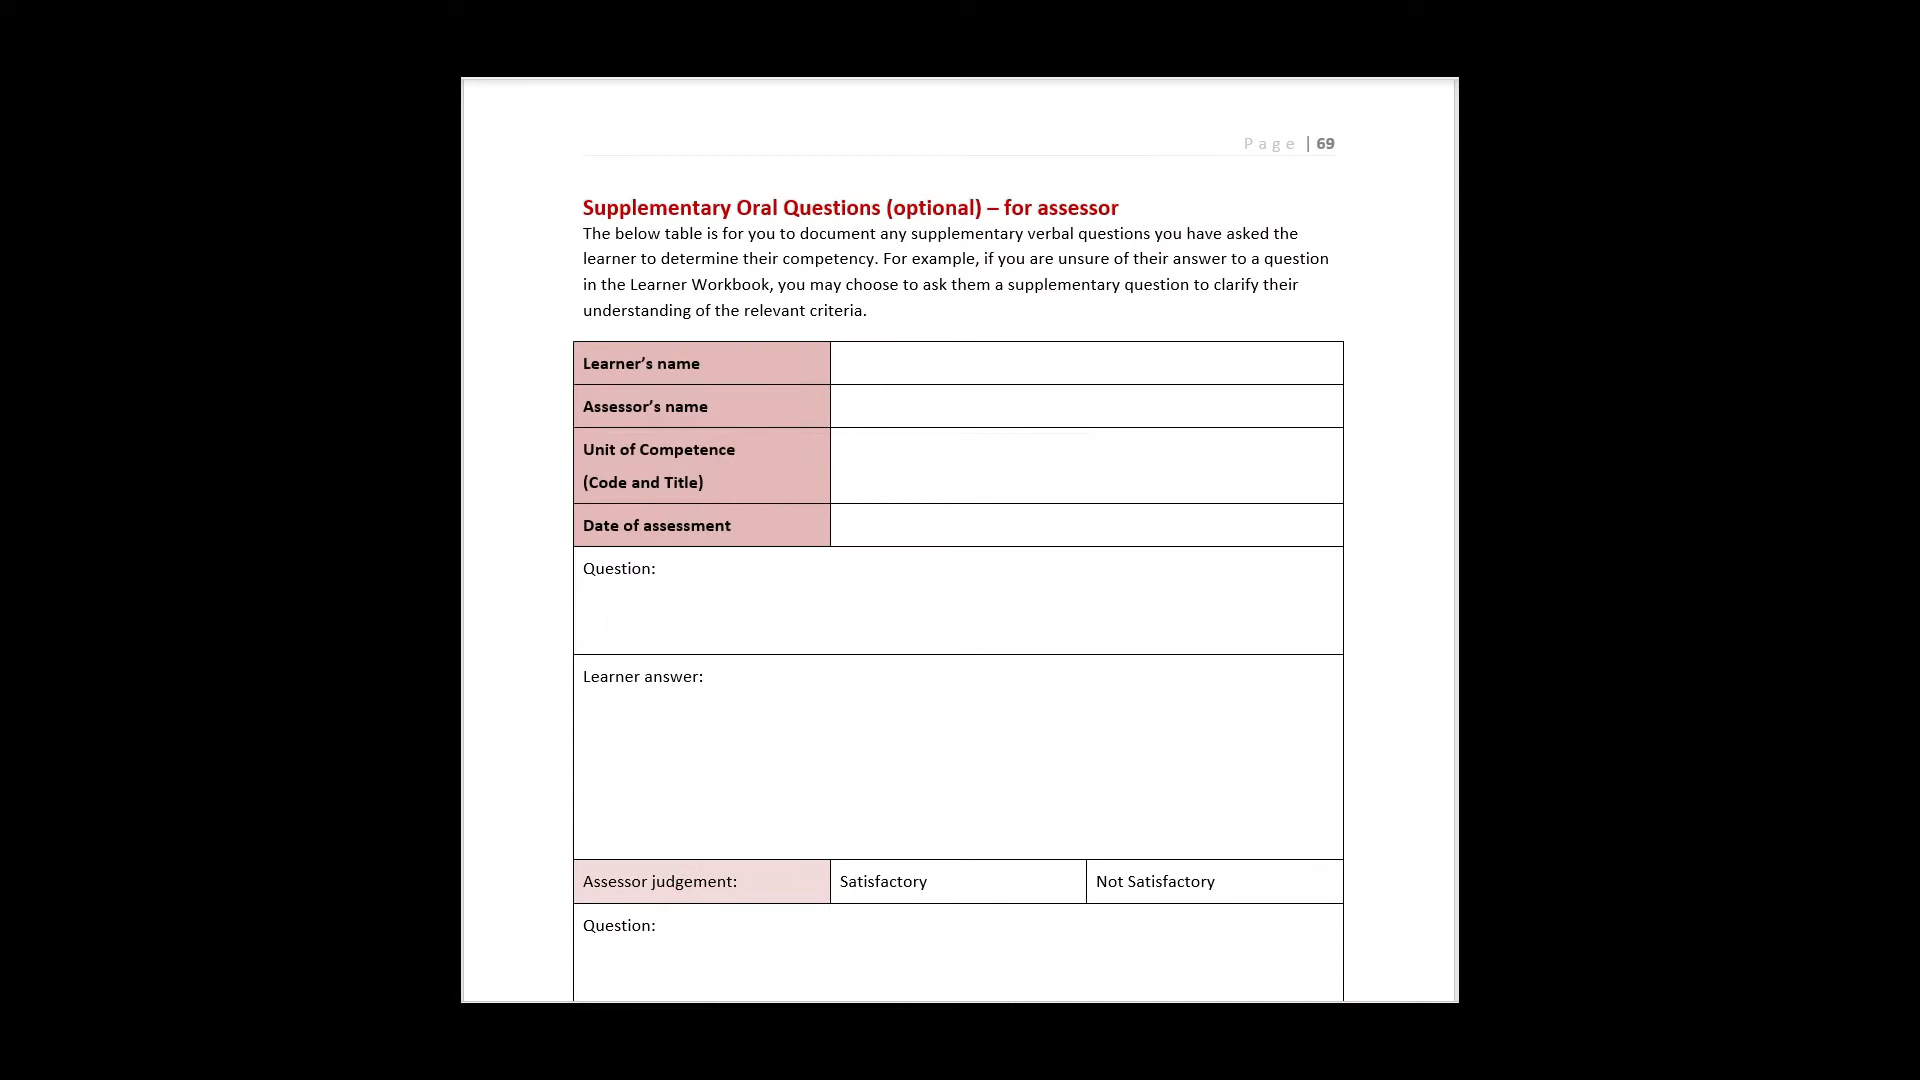 Page | 69
Supplementary Oral Questions (optional) – for assessor
The below table is for you to document any supplementary verbal questions you have asked the
learner to determine their competency. For example, if you are unsure of their answer to a question
in the Learner Workbook, you may choose to ask them a supplementary question to clarify their
understanding of the relevant criteria.
Learner’s name
Assessor’s name
Unit of Competence
(Code and Title)
Date of assessment
Question:
Learner answer:
Assessor judgement: Satisfactory Not Satisfactory
Question: